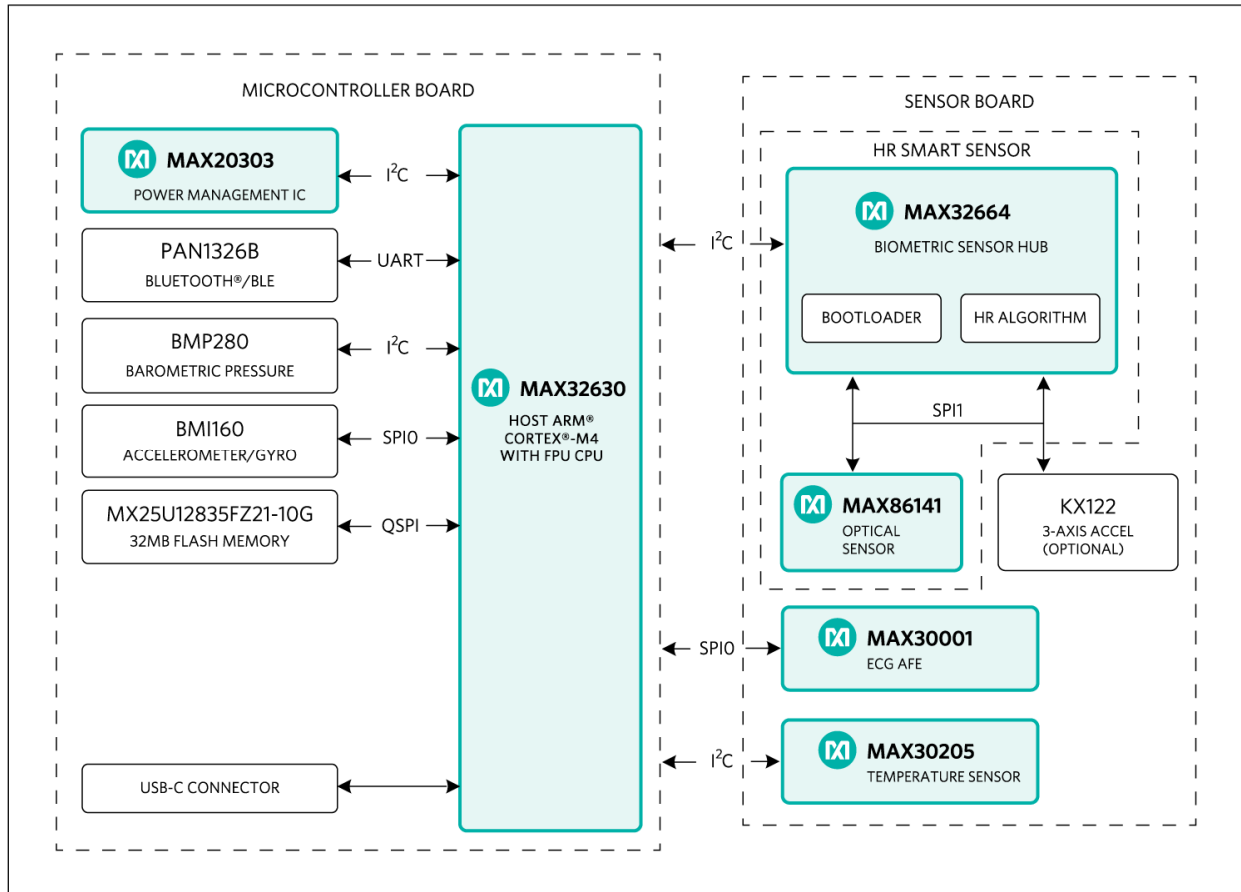 MICROCONTROLLER BOARD
MAX20303
POWER MANAGEMENT IC
I²C
PAN1326B
BLUETOOTH®/BLE
UART
BMP280
BAROMETRIC PRESSURE
I²C
BMI160
ACCELEROMETER/GYRO
SPI0
MX25U12835FZ21-10G
32MB FLASH MEMORY
QSPI
USB-C CONNECTOR
MAX32630
HOST ARM®
CORTEX®-M4
WITH FPU CPU
I²C
SPI0
I²C
SENSOR BOARD
HR SMART SENSOR
MAX32664
BIOMETRIC SENSOR HUB
BOOTLOADER
HR ALGORITHM
SPI1
MAX86141
OPTICAL
SENSOR
KX122
3-AXIS ACCEL
(OPTIONAL)
MAX30001
ECG AFE
MAX30205
TEMPERATURE SENSOR